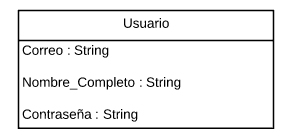 Usuario
Correo : String
Nombre_Completo : String
Contraseña : String